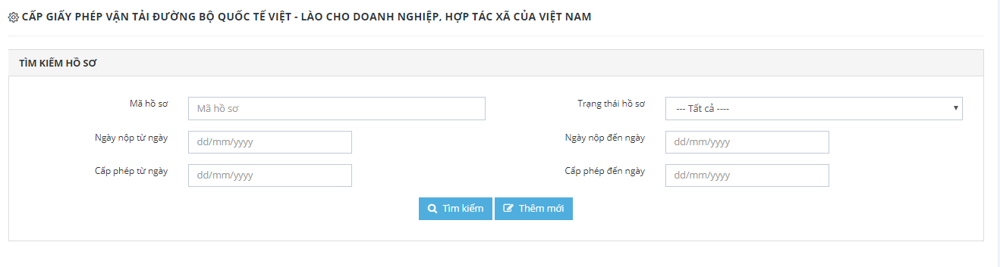 CẤP GIẤY PHÉP VẬN TẢI ĐƯỜNG BỘ QUỐC TẾ VIỆT - LÀO CHO DOANH NGHIỆP, HỢP TÁC XÃ CỦA VIỆT NAM
TÌM KIẾM HỒ SƠ
Mã hồ sơ Mã hồ sơ Trạng thái hồ sơ --- Tất cả ----
Ngày nộp từ ngày dd/mm/yyyy Ngày nộp đến ngày dd/mm/yyyy
Cấp phép từ ngày dd/mm/yyyy Cấp phép đến ngày dd/mm/yyyy
Tìm kiếm Thêm mới